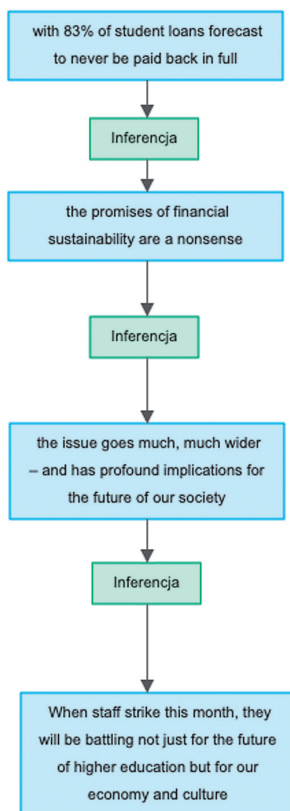 with 83% of student loans forecast
to never be paid back in full
Inferencja
the promises of financial
sustainability are a nonsense
Inferencja
the issue goes much, much wider
– and has profound implications for
the future of our society
Inferencja
When staff strike this month, they
will be battling not just for the future
of higher education but for our
economy and culture